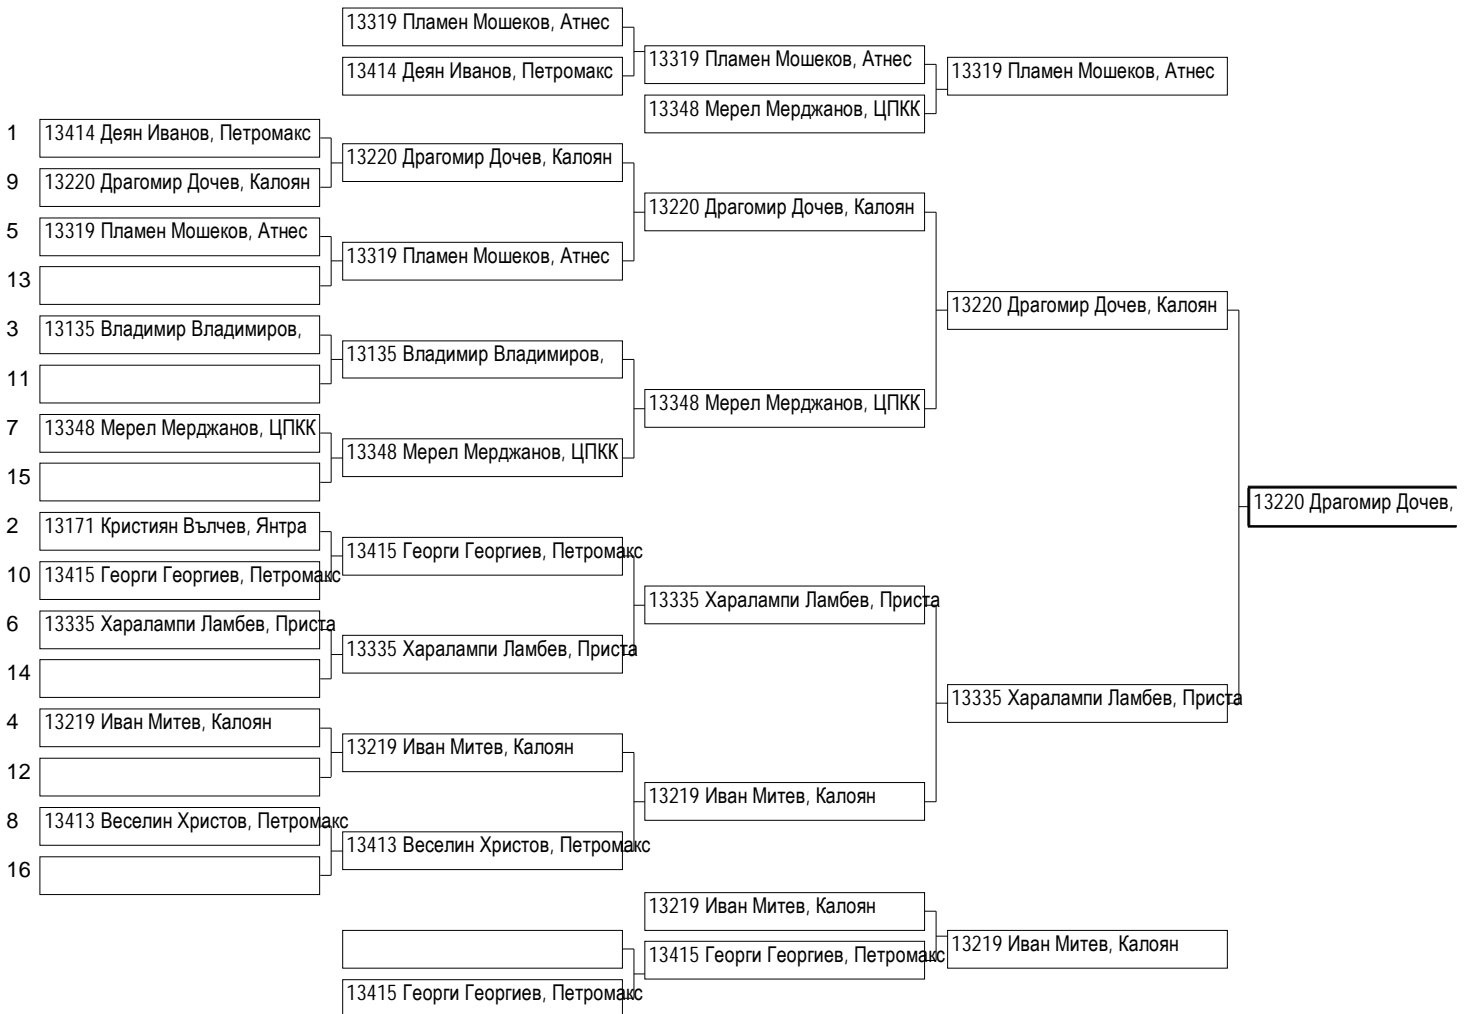 13319 Пламен Мошеков, Атнес
13414 Деян Иванов, Петромакс
13319 Пламен Мошеков, Атнес
13348 Мерел Мерджанов, ЦПКК
13319 Пламен Мошеков, Атнес
1 13414 Деян Иванов, Петромакс
9 13220 Драгомир Дочев, Калоян
5 13319 Пламен Мошеков, Атнес
13
3 13135 Владимир Владимиров,
11
7 13348 Мерел Мерджанов, ЦПКК
15
2 13171 Кристиян Вълчев, Янтра
10 13415 Георги Георгиев, Петромакс
6 13335 Харалампи Ламбев, Приста
14
4 13219 Иван Митев, Калоян
12
8 13413 Веселин Христов, Петромакс
16
13220 Драгомир Дочев, Калоян
13319 Пламен Мошеков, Атнес
13135 Владимир Владимиров,
13348 Мерел Мерджанов, ЦПКК
13415 Георги Георгиев, Петромакс
13335 Харалампи Ламбев, Приста
13219 Иван Митев, Калоян
13413 Веселин Христов, Петромакс
13220 Драгомир Дочев, Калоян
13348 Мерел Мерджанов, ЦПКК
13335 Харалампи Ламбев, Приста
13219 Иван Митев, Калоян
13220 Драгомир Дочев, Калоян
13335 Харалампи Ламбев, Приста
13220 Драгомир Дочев,
13415 Георги Георгиев, Петромакс
13219 Иван Митев, Калоян
13415 Георги Георгиев, Петромакс
13219 Иван Митев, Калоян